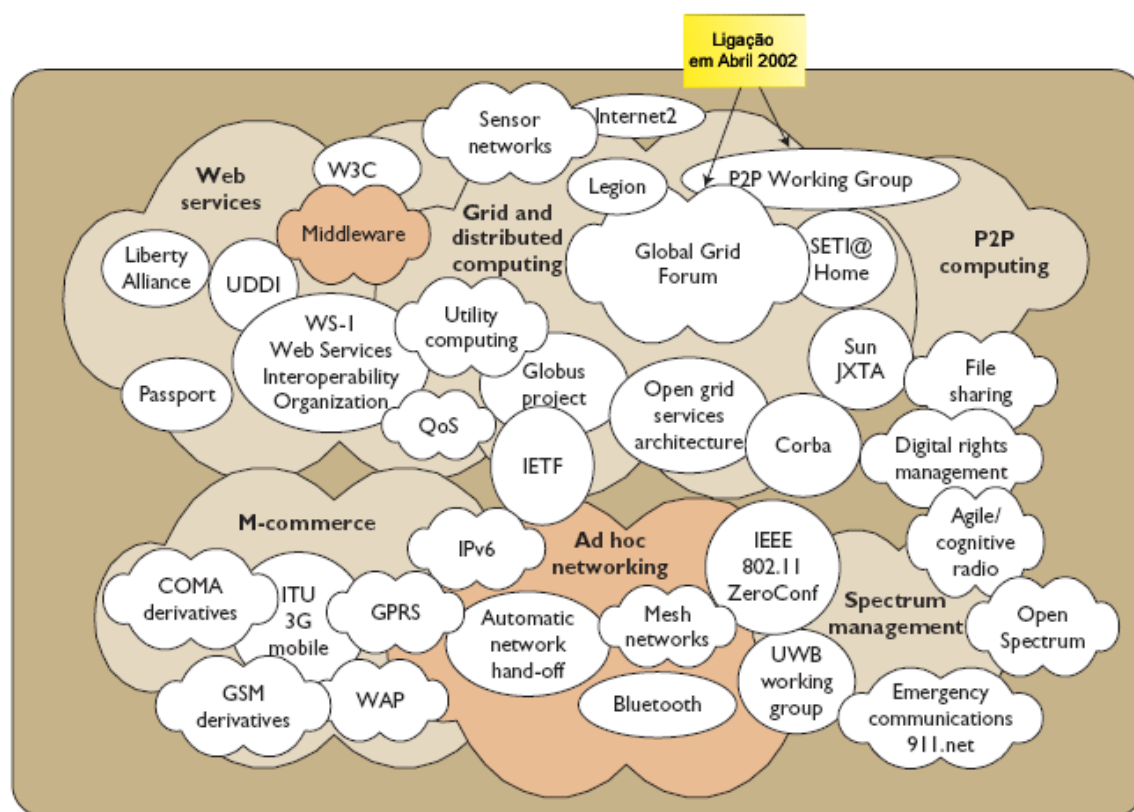 Ligação
em Abril 2002
Sensor
networks
Internet2
W3C
Web
services
Legion
P2P Working Group
Middleware
Grid and
distributed
computing
Global Grid
Forum
SETI@
Home
P2P
computing
Liberty
Alliance
UDDI
WS-I
Web Services
Interoperability
Organization
Utility
computing
Globus
project
Sun
JXTA
File
sharing
Passport
QoS
Open grid
services
architecture
Corba
Digital rights
management
IETF
M-commerce
IPv6
Ad hoc
networking
IEEE
802.11
ZeroConf
Agile/
cognitive
radio
COMA
derivatives
ITU
3G
mobile
GPRS
Automatic
network
hand-off
Mesh
networks
Spectrum
management
Open
Spectrum
GSM
derivatives
WAP
Bluetooth
UWB
working
group
Emergency
communications
911.net